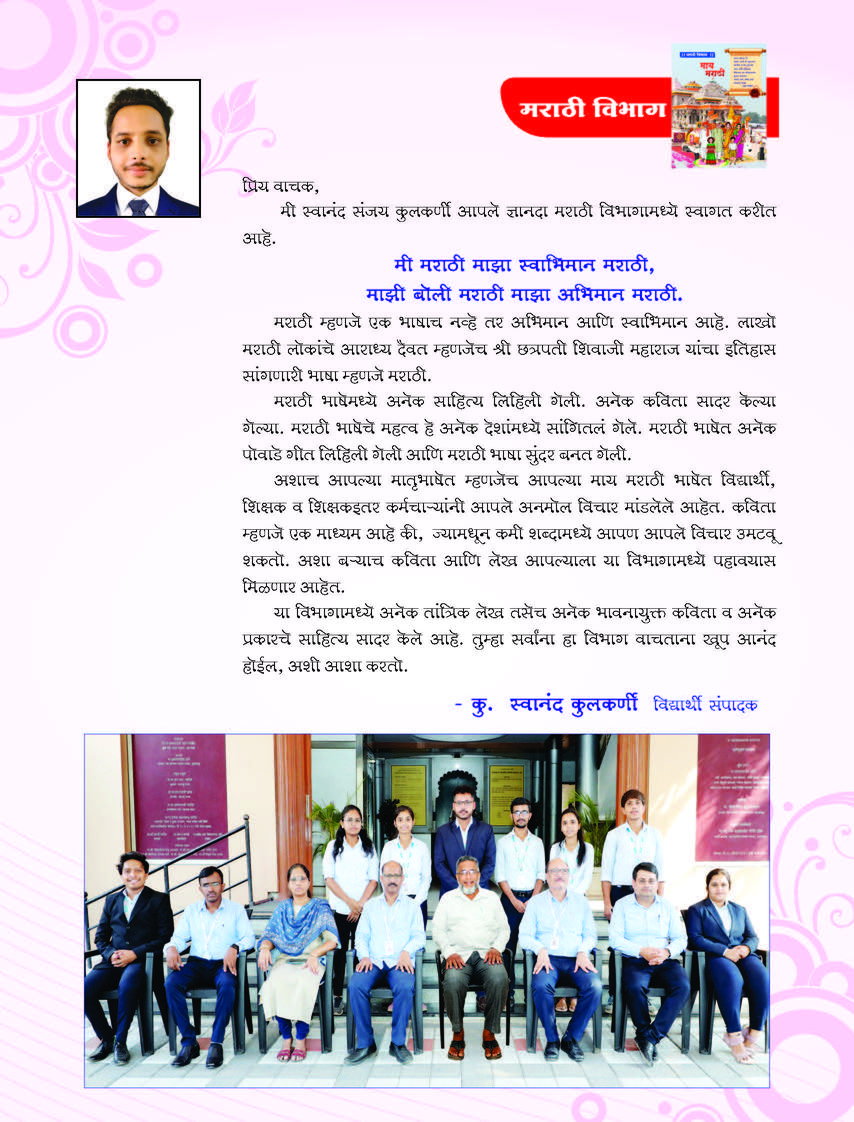 मराठी विभाग
माय
मराठी
प्रिय वाचक,
मी स्वानंद संजय कुलकर्णी आपले ज्ञानदा मराठी विभागामध्ये स्वागत करीत
आहे.
मी मराठी माझा स्वाभिमान मराठी,
माझी बोली मराठी माझा अभिमान मराठी.
मराठी म्हणजे एक भाषाच नव्हे तर अभिमान आणि स्वाभिमान आहे. लाखो
मराठी लोकांचे आराध्य दैवत म्हणजेच श्री छत्रपती शिवाजी महाराज यांचा इतिहास
सांगणारी भाषा म्हणजे मराठी.
मराठी भाषेमध्ये अनेक साहित्य लिहिली गेली. अनेक कविता सादर केल्या
गेल्या. मराठी भाषेचे महत्व हे अनेक देशांमध्ये सांगितलं गेले. मराठी भाषेत अनेक
पोवाडे गीत लिहिली गेली आणि मराठी भाषा सुंदर बनत गेली.
अशाच आपल्या मातृभाषेत म्हणजेच आपल्या माय मराठी भाषेत विद्यार्थी,
शिक्षक व शिक्षकइतर कर्मचाऱ्यांनी आपले अनमोल विचार मांडलेले आहेत. कविता
म्हणजे एक माध्यम आहे की, ज्यामधून कमी शब्दामध्ये आपण आपले विचार उमटवू
शकतो. अशा बऱ्याच कविता आणि लेख आपल्याला या विभागामध्ये पहावयास
मिळणार आहेत.
या विभागामध्ये अनेक तांत्रिक लेख तसेच अनेक भावनायुक्त कविता व अनेक
प्रकारचे साहित्य सादर केले आहे. तुम्हा सर्वांना हा विभाग वाचताना खूप आनंद
होईल, अशी आशा करतो.
- कु. स्वानंद कुलकर्णी विद्यार्थी संपादक